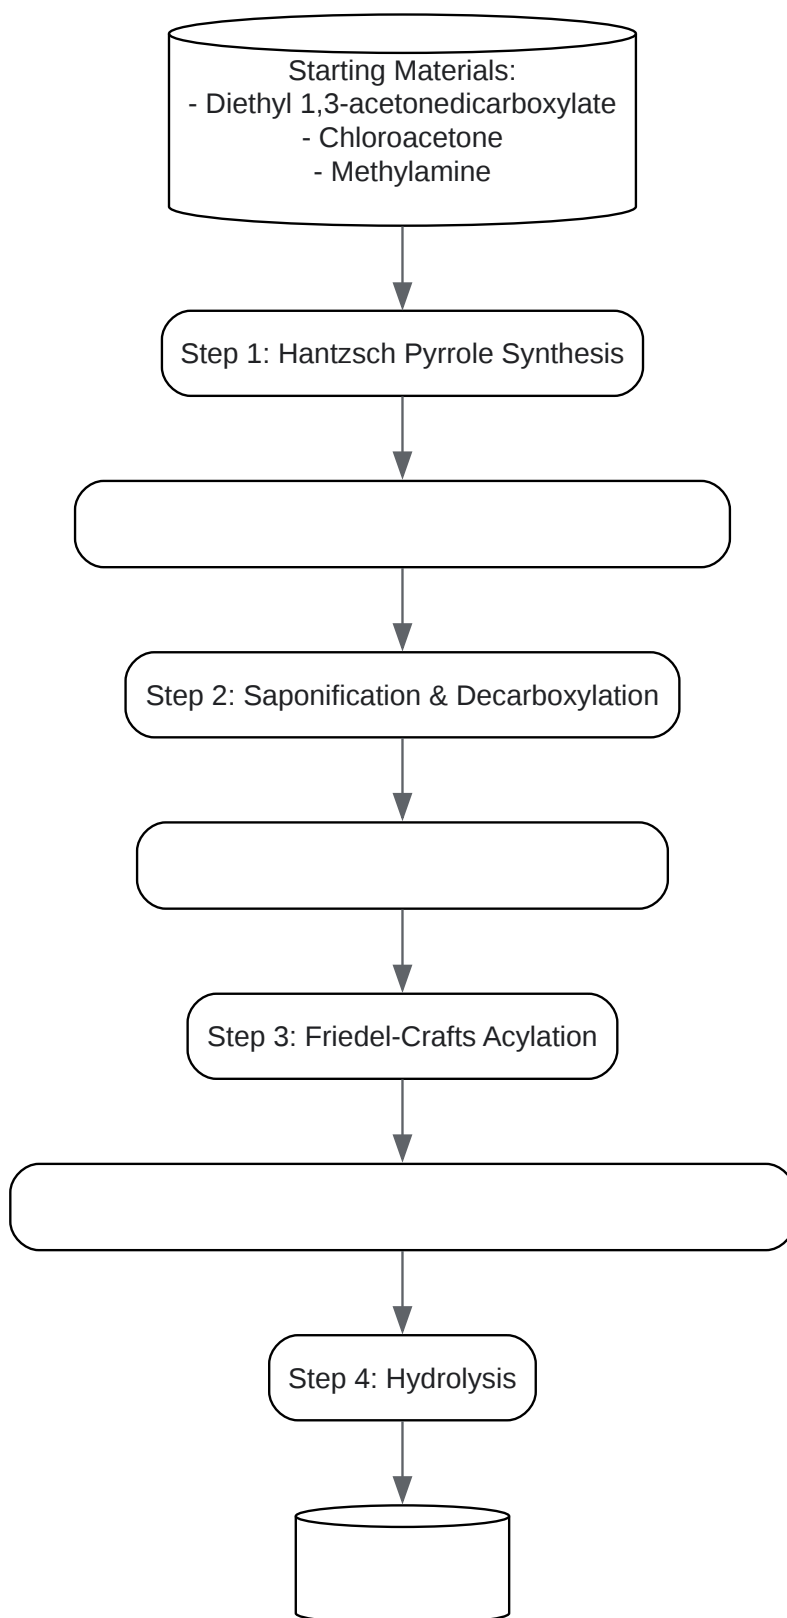 Starting Materials:
- Diethyl 1,3-acetonedicarboxylate
- Chloroacetone
- Methylamine
Step 1: Hantzsch Pyrrole Synthesis
Step 2: Saponification & Decarboxylation
Step 3: Friedel-Crafts Acylation
Step 4: Hydrolysis